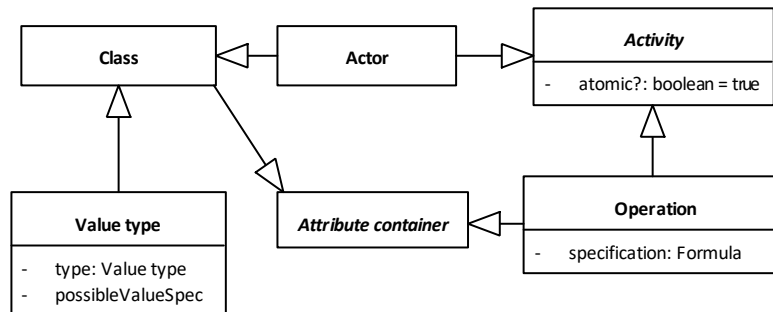 Class
Actor
Activity
- atomic?: boolean = true
Value type
- type: Value type
- possibleValueSpec
Attribute container
Operation
- specification: Formula